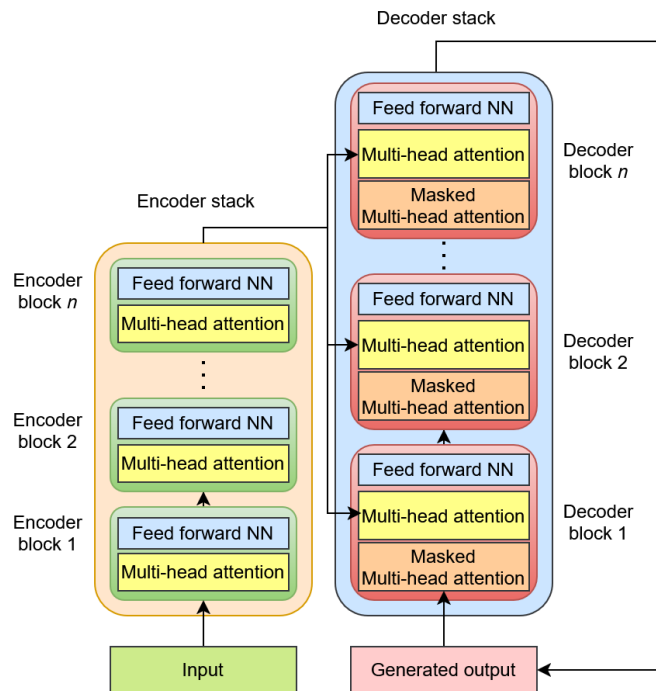 Decoder stack
Feed forward NN
Multi-head attention
Masked
Multi-head attention
Decoder
block n
Encoder stack
Encoder
block n
Feed forward NN
Multi-head attention
Feed forward NN
Multi-head attention
Masked
Multi-head attention
Decoder
block 2
Encoder
block 2
Feed forward NN
Multi-head attention
Feed forward NN
Multi-head attention
Masked
Multi-head attention
Decoder
block 1
Encoder
block 1
Feed forward NN
Multi-head attention
Input
Generated output